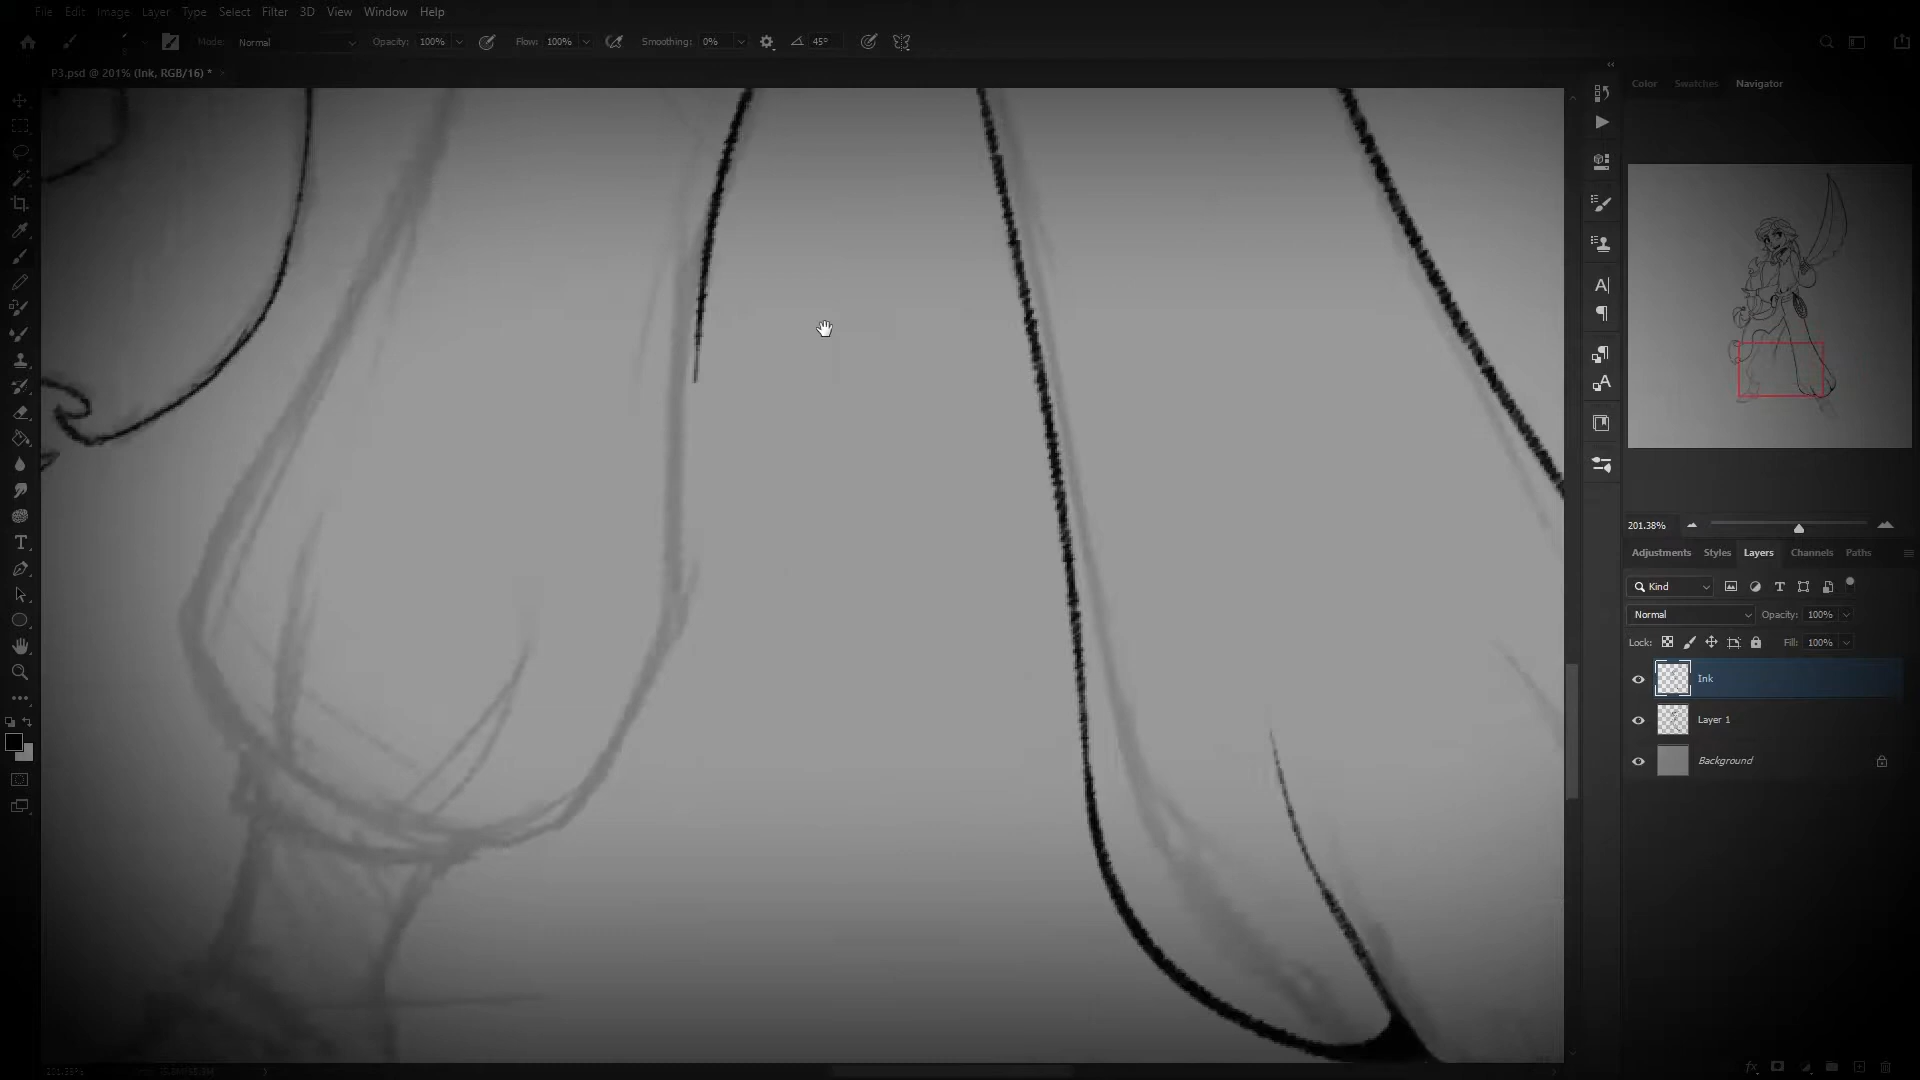 File Edit Image Layer Type Select Filter 3D View Window Help
Mode: Normal Opacity: 100% Flow: 100% Smoothing: 0% 45°
P3.psd @ 201% (Ink, RGB/16) *
Color Swatches Navigator
201.38%
Adjustments Styles Layers Channels Paths
Kind
Normal Opacity: 100%
Lock: Fill: 100%
Ink
Layer 1
Background